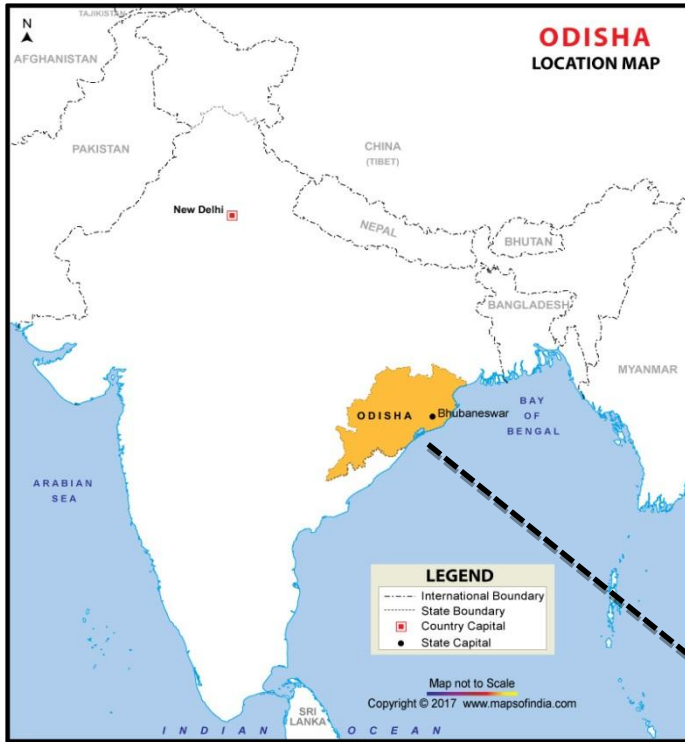 TAJIKISTAN
N
ODISHA
LOCATION MAP
AFGHANISTAN
PAKISTAN
CHINA
(TIBET)
New Delhi
NEPAL
BHUTAN
BANGLADESH
MYANMAR
ODISHA
Bhubaneswar
BAY
OF
BENGAL
ARABIAN
SEA
LEGEND
International Boundary
State Boundary
Country Capital
State Capital
Map not to Scale
Copyright © 2017 www.mapsofindia.com
SRI
LANKA
INDIAN OCEAN